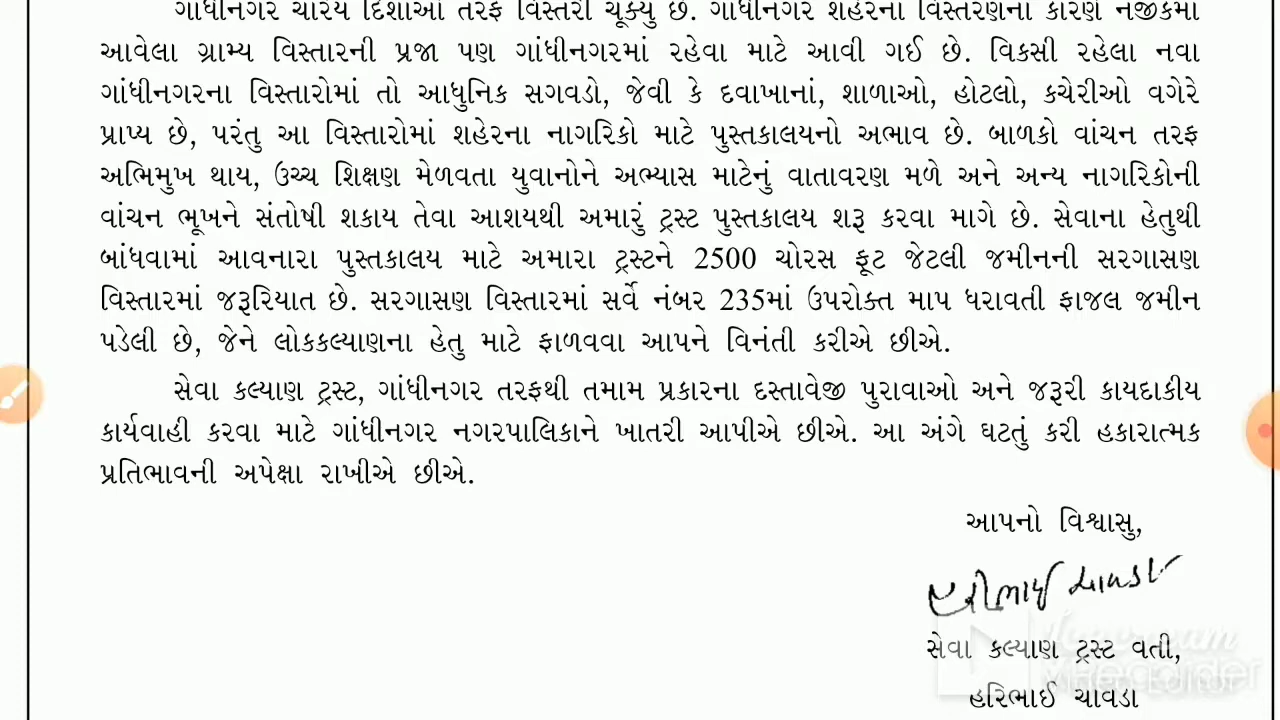 ગાંધીનગર ચારેય દિશાઓ તરફ વિસ્તરી ચૂક્યું છે. ગાંધીનગર શહેરના વિસ્તરણના કારણે નજીકમાં
આવેલા ગ્રામ્ય વિસ્તારની પ્રજા પણ ગાંધીનગરમાં રહેવા માટે આવી ગઈ છે. વિકસી રહેલા નવા
ગાંધીનગરના વિસ્તારોમાં તો આધુનિક સગવડો, જેવી કે દવાખાનાં, શાળાઓ, હોટલો, કચેરીઓ વગેરે
પ્રાપ્ય છે, પરંતુ આ વિસ્તારોમાં શહેરના નાગરિકો માટે પુસ્તકાલયનો અભાવ છે. બાળકો વાંચન તરફ
અભિમુખ થાય, ઉચ્ચ શિક્ષણ મેળવતા યુવાનોને અભ્યાસ માટેનું વાતાવરણ મળે અને અન્ય નાગરિકોની
વાંચન ભૂખને સંતોષી શકાય તેવા આશયથી અમારું ટ્રસ્ટ પુસ્તકાલય શરૂ કરવા માગે છે. સેવાના હેતુથી
બાંધવામાં આવનારા પુસ્તકાલય માટે અમારા ટ્રસ્ટને 2500 ચોરસ ફૂટ જેટલી જમીનની સરગાસણ
વિસ્તારમાં જરૂરિયાત છે. સરગાસણ વિસ્તારમાં સર્વે નંબર 235માં ઉપરોક્ત માપ ધરાવતી ફાજલ જમીન
પડેલી છે, જેને લોકકલ્યાણના હેતુ માટે ફાળવવા આપને વિનંતી કરીએ છીએ.
સેવા કલ્યાણ ટ્રસ્ટ, ગાંધીનગર તરફથી તમામ પ્રકારના દસ્તાવેજી પુરાવાઓ અને જરૂરી કાયદાકીય
કાર્યવાહી કરવા માટે ગાંધીનગર નગરપાલિકાને ખાતરી આપીએ છીએ. આ અંગે ઘટતું કરી હકારાત્મક
પ્રતિભાવની અપેક્ષા રાખીએ છીએ.
આપનો વિશ્વાસુ,
હરીભાઈ ચાવડા
સેવા કલ્યાણ ટ્રસ્ટ વતી,
હરિભાઈ ચાવડા